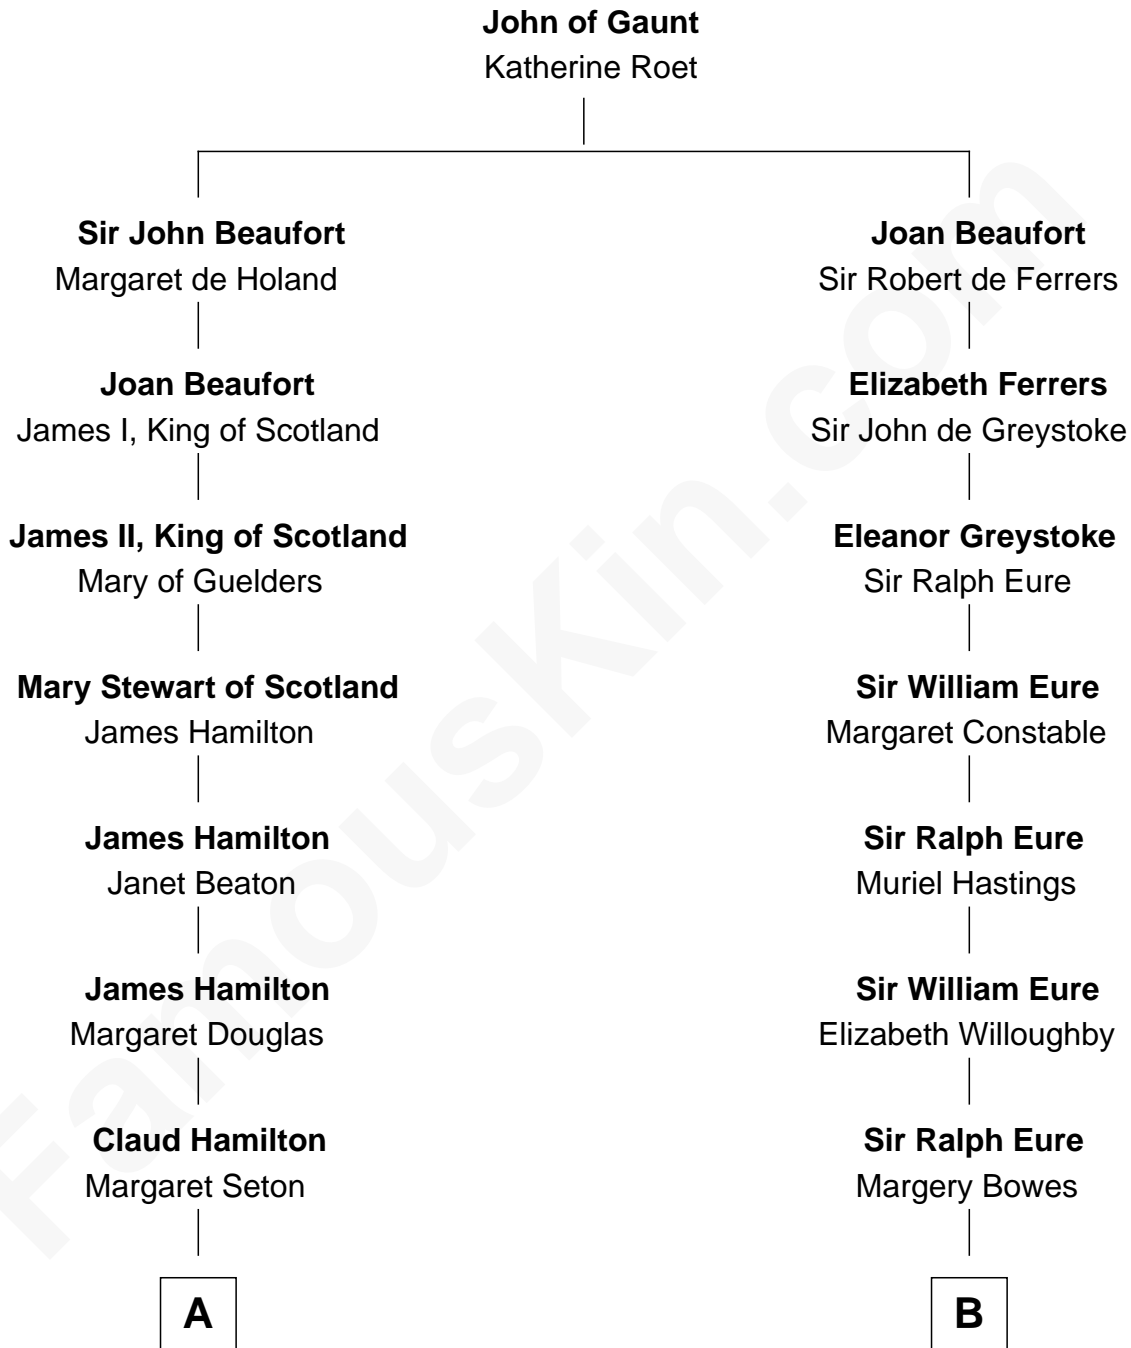 John of Gaunt
Katherine Roet
Sir John Beaufort
Margaret de Holand
Joan Beaufort
James I, King of Scotland
James II, King of Scotland
Mary of Guelders
Mary Stewart of Scotland
James Hamilton
James Hamilton
Janet Beaton
James Hamilton
Margaret Douglas
Claud Hamilton
Margaret Seton
A
Joan Beaufort
Sir Robert de Ferrers
Elizabeth Ferrers
Sir John de Greystoke
Eleanor Greystoke
Sir Ralph Eure
Sir William Eure
Margaret Constable
Sir Ralph Eure
Muriel Hastings
Sir William Eure
Elizabeth Willoughby
Sir Ralph Eure
Margery Bowes
B
FamousKin.com